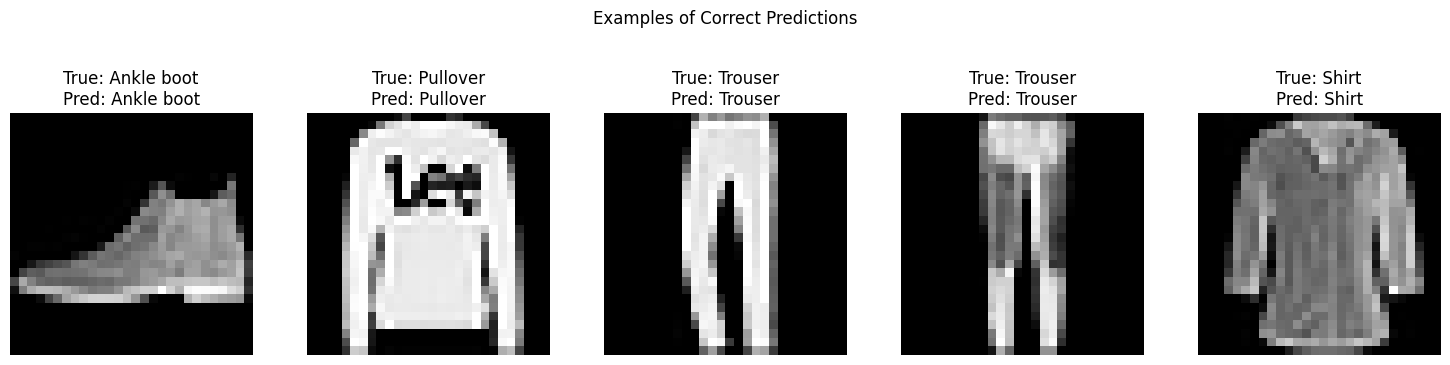 Examples of Correct Predictions
True: Ankle boot
Pred: Ankle boot
True: Pullover
Pred: Pullover
True: Trouser
Pred: Trouser
True: Trouser
Pred: Trouser
True: Shirt
Pred: Shirt
Lee